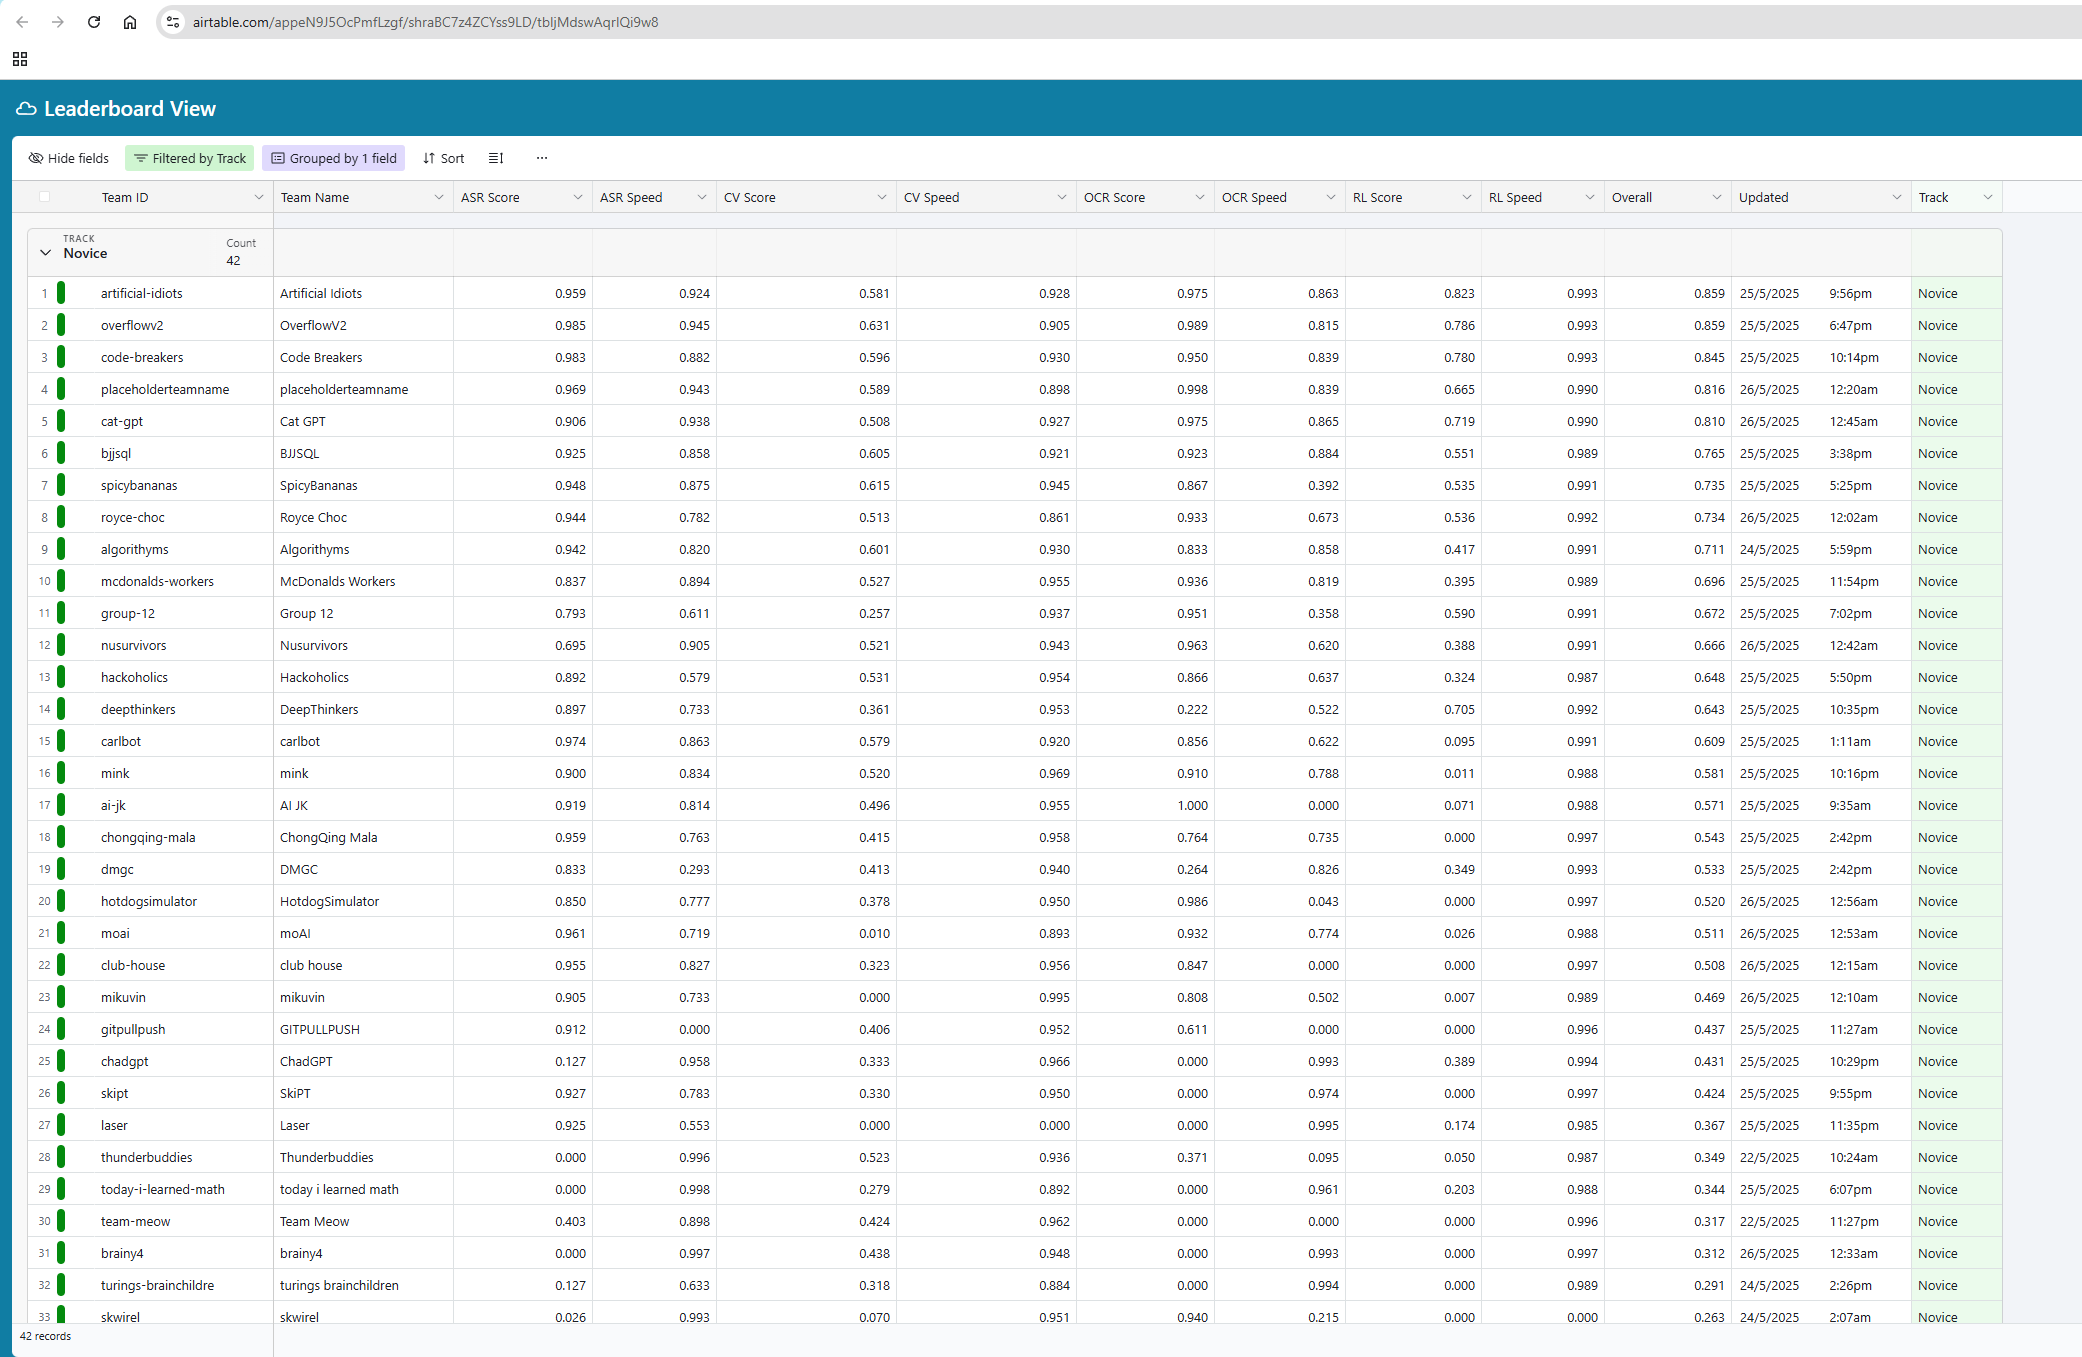 airtable.com/appeN9J5OcPmfLzgf/shraBC7z4ZCYss9LD/tbljMdswAqrIQi9w8
Leaderboard View
Hide fields Filtered by Track Grouped by 1 field Sort ...
Team ID Team Name ASR Score ASR Speed CV Score CV Speed OCR Score OCR Speed RL Score RL Speed Overall Updated Track
TRACK
Novice
Count
42
1 artificial-idiots Artificial Idiots 0.959 0.924 0.581 0.928 0.975 0.863 0.823 0.993 0.859 25/5/2025 9:56pm Novice
2 overflowv2 OverflowV2 0.985 0.945 0.631 0.905 0.989 0.815 0.786 0.993 0.859 25/5/2025 6:47pm Novice
3 code-breakers Code Breakers 0.983 0.882 0.596 0.930 0.950 0.839 0.780 0.993 0.845 25/5/2025 10:14pm Novice
4 placeholderteamname placeholderteamname 0.969 0.943 0.589 0.898 0.998 0.839 0.665 0.990 0.816 26/5/2025 12:20am Novice
5 cat-gpt Cat GPT 0.906 0.938 0.508 0.927 0.975 0.865 0.719 0.990 0.810 26/5/2025 12:45am Novice
6 bjjsql BJJSQL 0.925 0.858 0.605 0.921 0.923 0.884 0.551 0.989 0.765 25/5/2025 3:38pm Novice
7 spicybananas SpicyBananas 0.948 0.875 0.615 0.945 0.867 0.392 0.535 0.991 0.735 25/5/2025 5:25pm Novice
8 royce-choc Royce Choc 0.944 0.782 0.513 0.861 0.933 0.673 0.536 0.992 0.734 26/5/2025 12:02am Novice
9 algorithyms Algorithyms 0.942 0.820 0.601 0.930 0.833 0.858 0.417 0.991 0.711 24/5/2025 5:59pm Novice
10 mcdonalds-workers McDonalds Workers 0.837 0.894 0.527 0.955 0.936 0.819 0.395 0.989 0.696 25/5/2025 11:54pm Novice
11 group-12 Group 12 0.793 0.611 0.257 0.937 0.951 0.358 0.590 0.991 0.672 25/5/2025 7:02pm Novice
12 nusurvivors Nusurvivors 0.695 0.905 0.521 0.943 0.963 0.620 0.388 0.991 0.666 26/5/2025 12:42am Novice
13 hackoholics Hackoholics 0.892 0.579 0.531 0.954 0.866 0.637 0.324 0.987 0.648 25/5/2025 5:50pm Novice
14 deepthinkers DeepThinkers 0.897 0.733 0.361 0.953 0.222 0.522 0.705 0.992 0.643 25/5/2025 10:35pm Novice
15 carlbot carlbot 0.974 0.863 0.579 0.920 0.856 0.622 0.095 0.991 0.609 25/5/2025 1:11am Novice
16 mink mink 0.900 0.834 0.520 0.969 0.910 0.788 0.011 0.988 0.581 25/5/2025 10:16pm Novice
17 ai-jk AI JK 0.919 0.814 0.496 0.955 1.000 0.000 0.071 0.988 0.571 25/5/2025 9:35am Novice
18 chongqing-mala ChongQing Mala 0.959 0.763 0.415 0.958 0.764 0.735 0.000 0.997 0.543 25/5/2025 2:42pm Novice
19 dmgc DMGC 0.833 0.293 0.413 0.940 0.264 0.826 0.349 0.993 0.533 25/5/2025 2:42pm Novice
20 hotdogsimulator HotdogSimulator 0.850 0.777 0.378 0.950 0.986 0.043 0.000 0.997 0.520 26/5/2025 12:56am Novice
21 moai moAI 0.961 0.719 0.010 0.893 0.932 0.774 0.026 0.988 0.511 26/5/2025 12:53am Novice
22 club-house club house 0.955 0.827 0.323 0.956 0.847 0.000 0.000 0.997 0.508 26/5/2025 12:15am Novice
23 mikuvin mikuvin 0.905 0.733 0.000 0.995 0.808 0.502 0.007 0.989 0.469 26/5/2025 12:10am Novice
24 gitpullpush GITPULLPUSH 0.912 0.000 0.406 0.952 0.611 0.000 0.000 0.996 0.437 25/5/2025 11:27am Novice
25 chadgpt ChadGPT 0.127 0.958 0.333 0.966 0.000 0.993 0.389 0.994 0.431 25/5/2025 10:29pm Novice
26 skipt SkiPT 0.927 0.783 0.330 0.950 0.000 0.974 0.000 0.997 0.424 22/5/2025 9:55pm Novice
27 laser Laser 0.925 0.553 0.000 0.000 0.000 0.995 0.174 0.985 0.367 25/5/2025 11:35pm Novice
28 thunderbuddies Thunderbuddies 0.000 0.996 0.523 0.936 0.371 0.095 0.050 0.987 0.349 22/5/2025 10:24am Novice
29 today-i-learned-math today i learned math 0.000 0.998 0.279 0.892 0.000 0.961 0.203 0.988 0.344 25/5/2025 6:07pm Novice
30 team-meow Team Meow 0.403 0.898 0.424 0.962 0.000 0.000 0.000 0.996 0.317 22/5/2025 11:27pm Novice
31 brainy4 brainy4 0.000 0.997 0.438 0.948 0.000 0.993 0.000 0.997 0.312 26/5/2025 12:33am Novice
32 turings-brainchildre turings brainchildren 0.127 0.633 0.318 0.884 0.000 0.994 0.000 0.989 0.291 24/5/2025 2:26pm Novice
33 skwirel skwirel 0.026 0.993 0.070 0.951 0.940 0.215 0.000 0.000 0.263 24/5/2025 2:07am Novice
42 records